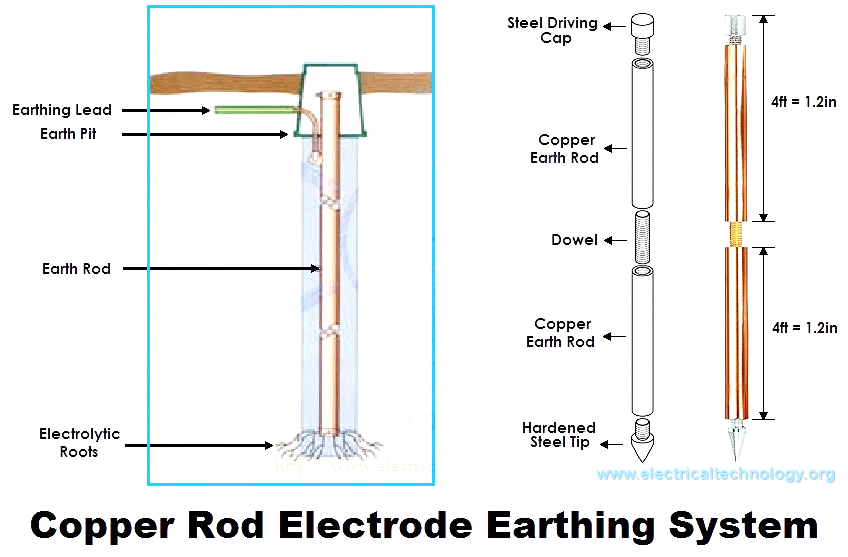 Steel Driving
Cap
Earthing Lead
Earth Pit
4ft = 1.2in
Copper
Earth Rod
Dowel
Earth Rod
Copper
Earth Rod
4ft = 1.2in
Electrolytic
Roots
Hardened
Steel Tip
www.electricaltechnology.org
Copper Rod Electrode Earthing System